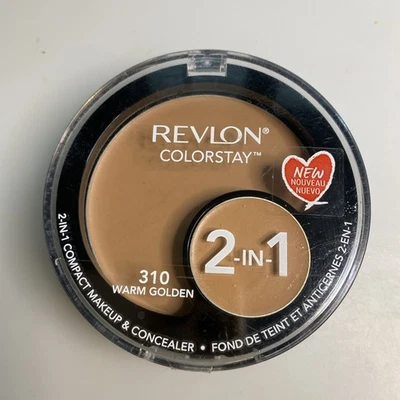 REVLON®
COLORSTAY™
NEW
NOUVEAU
NUEVO
2-IN-1
310
WARM GOLDEN
2-IN-1 COMPACT MAKEUP & CONCEALER • FOND DE TEINT ET ANTICERNES 2-EN-1